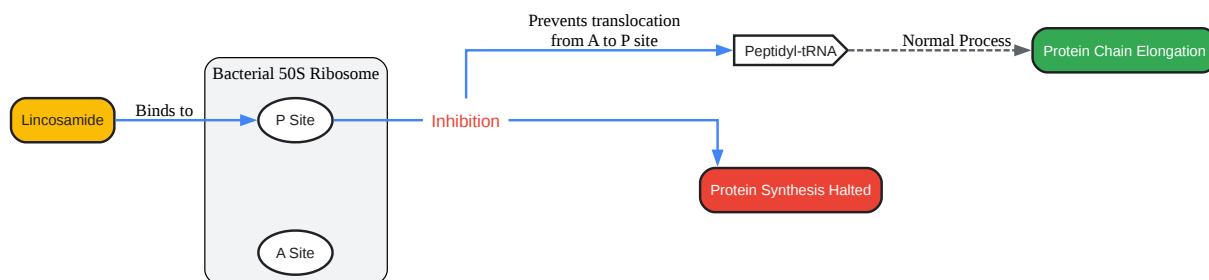 Prevents translocation
from A to P site
Peptidyl-tRNA
Normal Process
Protein Chain Elongation
Bacterial 50S Ribosome
Lincosamide
Binds to
P Site
Inhibition
Protein Synthesis Halted
A Site